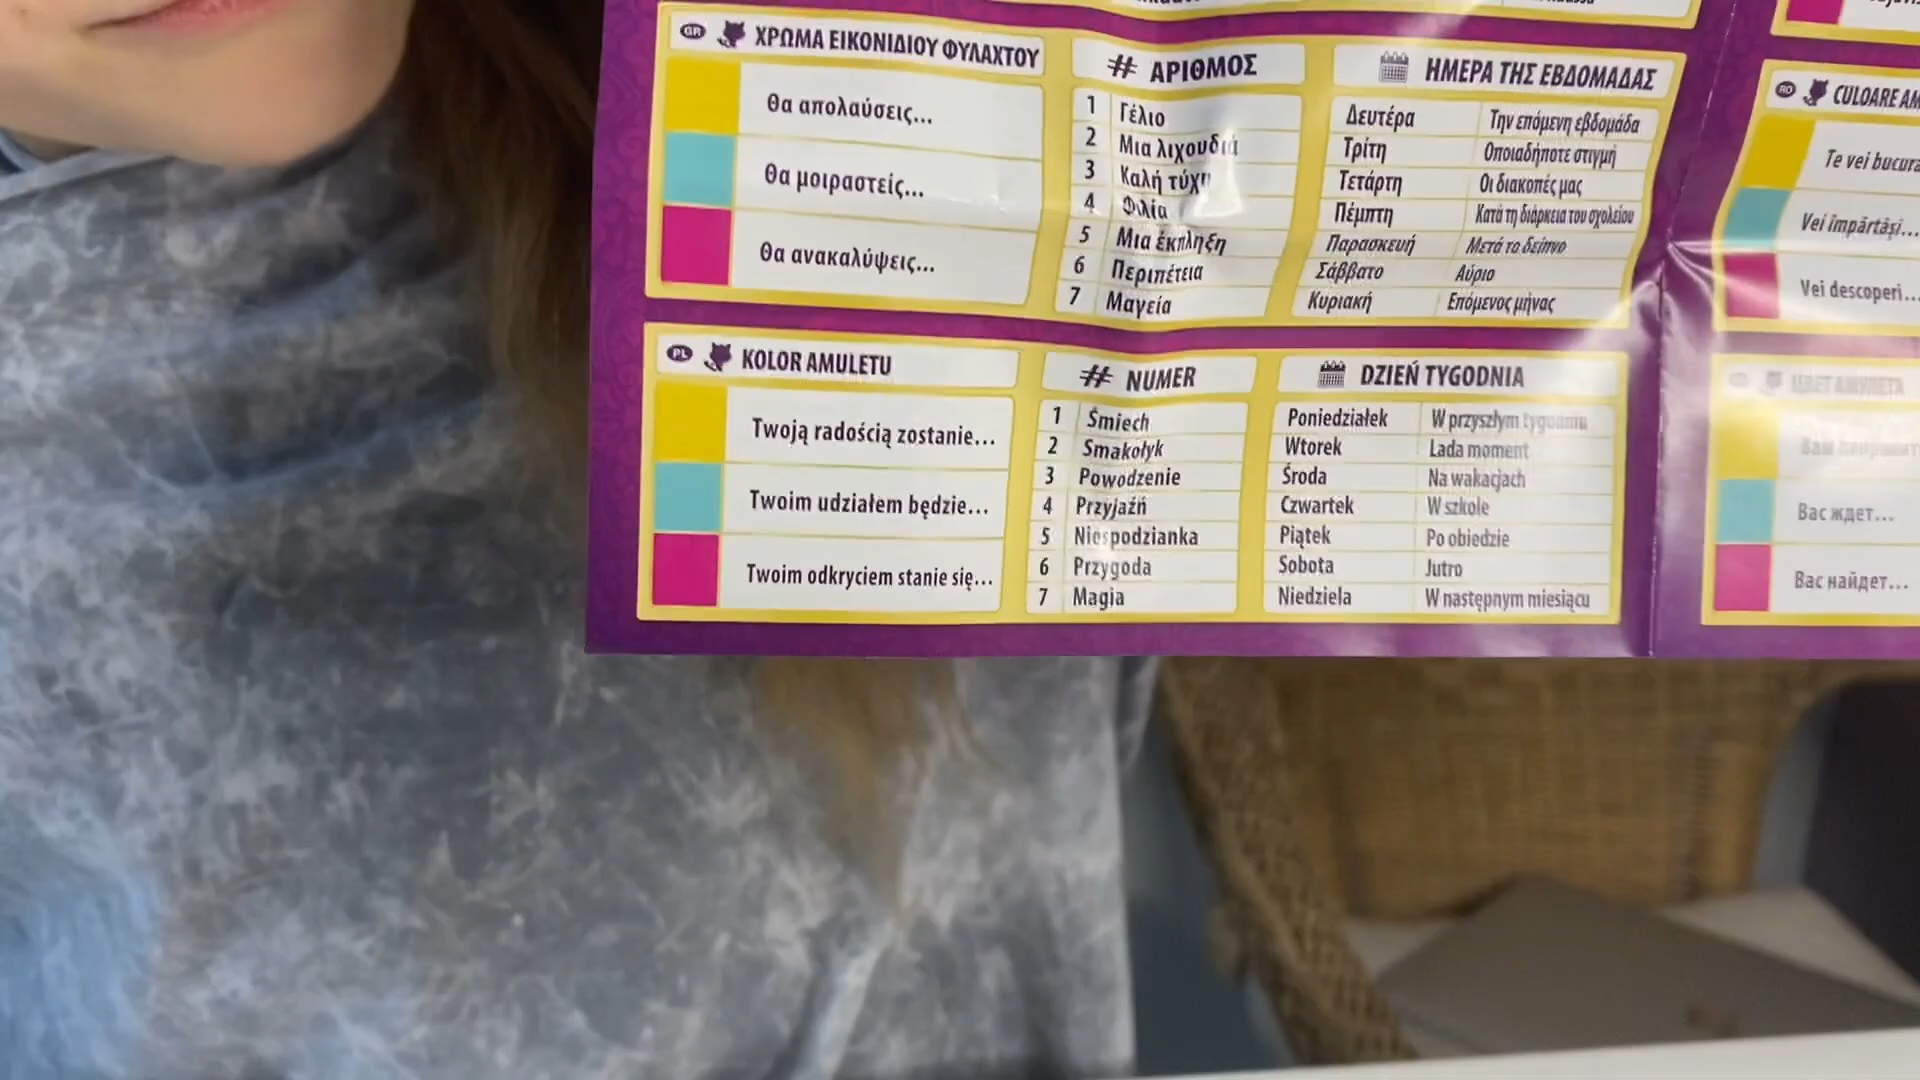 GR ΧΡΩΜΑ ΕΙΚΟΝΙΔΙΟΥ ΦΥΛΑΧΤΟΥ
Θα απολαύσεις...
Θα μοιραστείς...
Θα ανακαλύψεις...
# ΑΡΙΘΜΟΣ
1 Γέλιο
2 Μια λιχουδιά
3 Καλή τύχη
4 Φιλία
5 Μια έκπληξη
6 Περιπέτεια
7 Μαγεία
ΗΜΕΡΑ ΤΗΣ ΕΒΔΟΜΑΔΑΣ
Δευτέρα Την επόμενη εβδομάδα
Τρίτη Οποιαδήποτε στιγμή
Τετάρτη Οι διακοπές μας
Πέμπτη Κατά τη διάρκεια του σχολείου
Παρασκευή Μετά το δείπνο
Σάββατο Αύριο
Κυριακή Επόμενος μήνας
PL KOLOR AMULETU
Twoją radością zostanie...
Twoim udziałem będzie...
Twoim odkryciem stanie się...
# NUMER
1 Śmiech
2 Smakołyk
3 Powodzenie
4 Przyjaźń
5 Niespodzianka
6 Przygoda
7 Magia
DZIEŃ TYGODNIA
Poniedziałek W przyszłym tygodniu
Wtorek Lada moment
Środa Na wakacjach
Czwartek W szkole
Piątek Po obiedzie
Sobota Jutro
Niedziela W następnym miesiącu
RO CULOARE
Te vei
Vei împărtăși...
Vei descoperi...
Вас ждет...
Вас найдет...